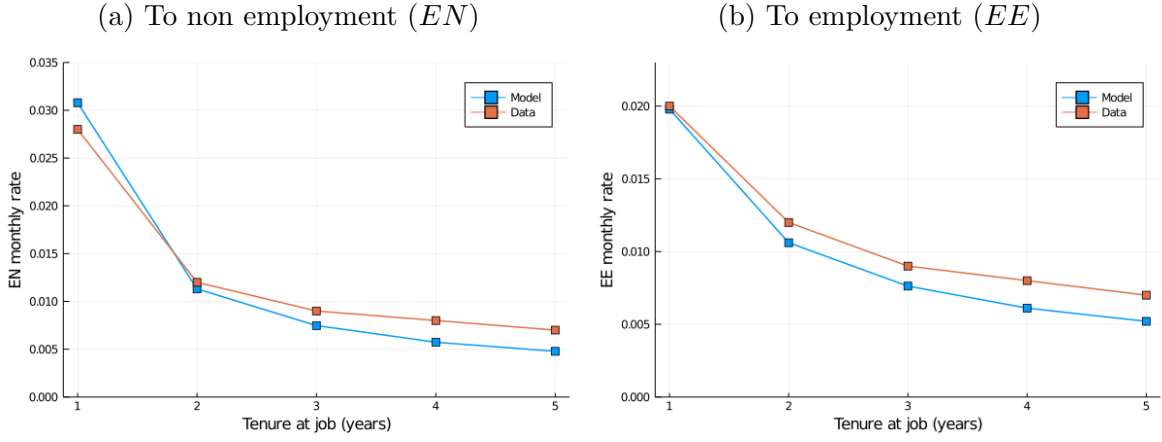 (a) To non employment (EN)
0.035
0.030
0.025
0.020
0.015
0.010
0.005
0.000
EN monthly rate
1 2 3 4 5
Tenure at job (years)
Model
Data
(b) To employment (EE)
0.020
0.015
0.010
0.005
0.000
EE monthly rate
1 2 3 4 5
Tenure at job (years)
Model
Data